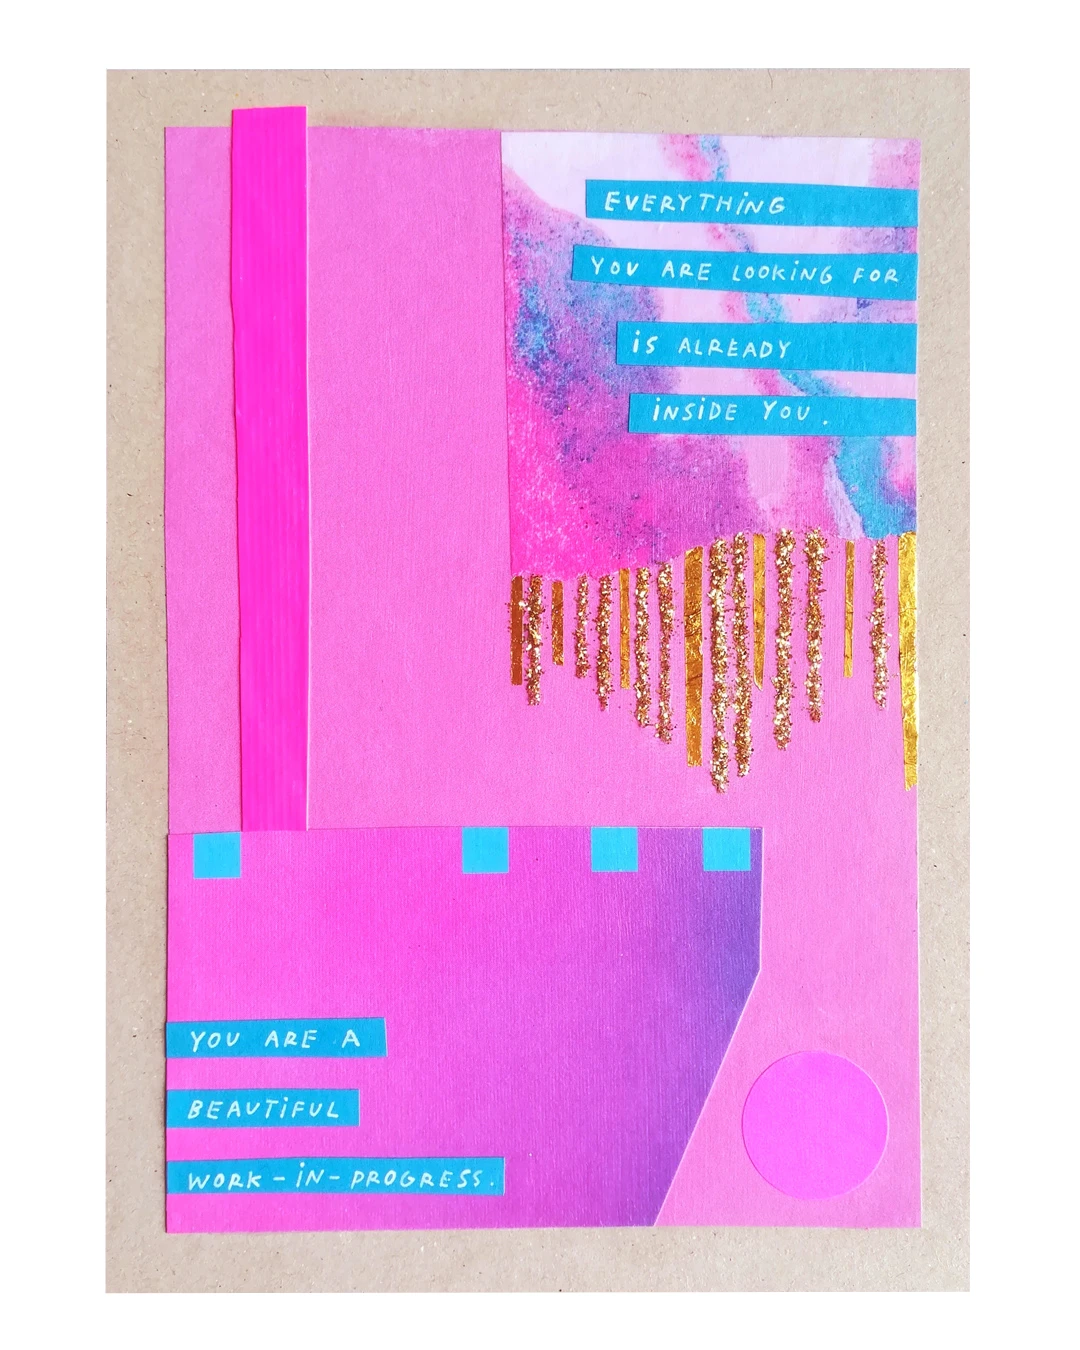 EVERYTHiNG
YOU ARE LOOKiNG FOR
iS ALREADY
iNSiDE YOU.
YOU ARE A
BEAUTiFUL
WORK-iN-PROGRESS.